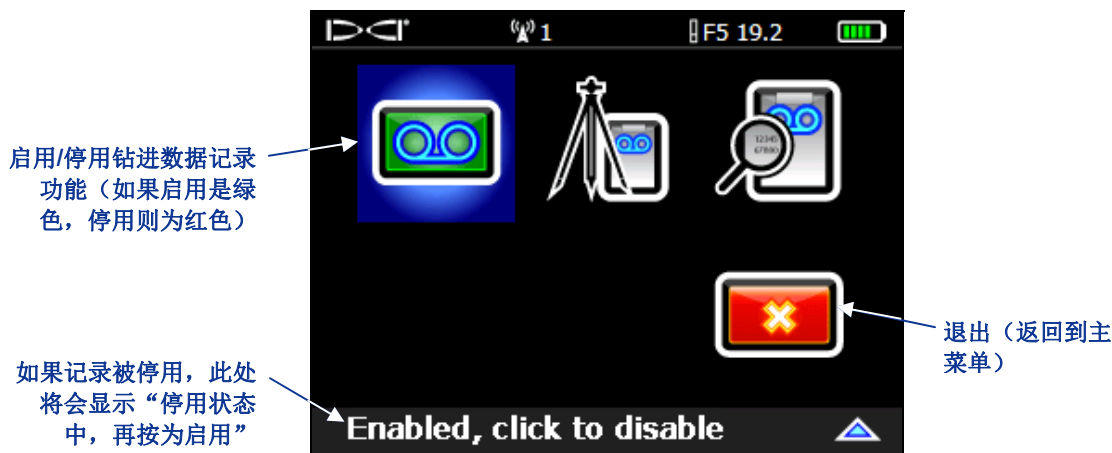 DCI
1
F5 19.2
12345
67890
启用/停用钻进数据记录
功能（如果启用是绿
色，停用则为红色）
退出（返回到主
菜单）
如果记录被停用，此处
将会显示“停用状态
中，再按为启用”
Enabled, click to disable